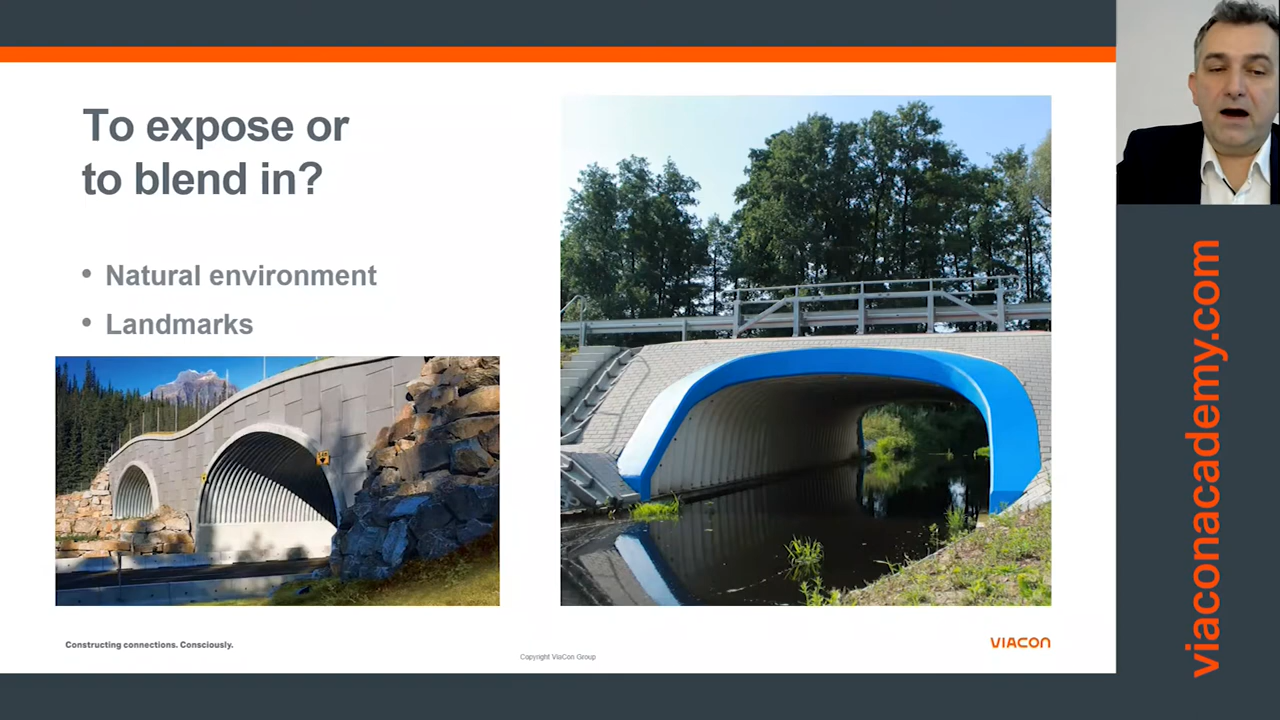 To expose or
to blend in?
• Natural environment
• Landmarks
Constructing connections. Consciously.
Copyright ViaCon Group
VIACON
viaconacademy.com